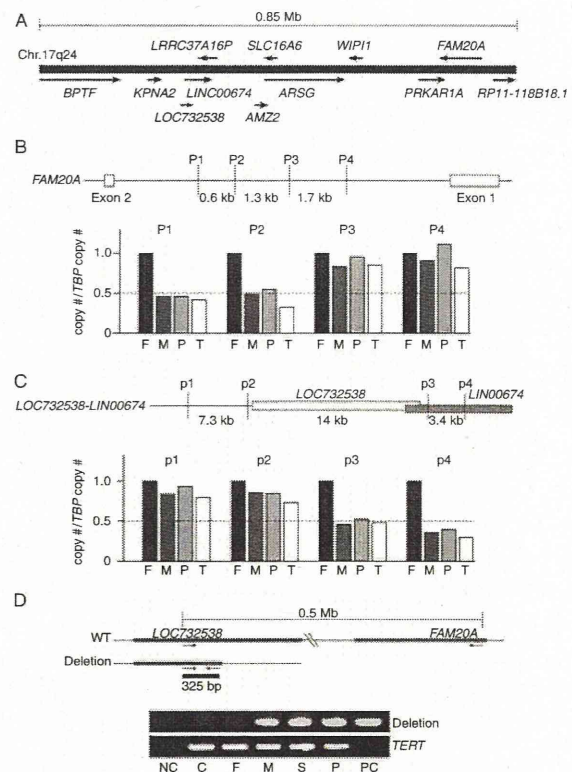 A
0.85 Mb
LRRC37A16P SLC16A6 WIPI1 FAM20A
Chr.17q24
BPTF KPNA2 LINC00674 ARSG PRKAR1A RP11-118B18.1
LOC732538 AMZ2
B
P1 P2 P3 P4
FAM20A
Exon 2 0.6 kb 1.3 kb 1.7 kb Exon 1
P1 P2 P3 P4
copy #/TBP copy #
1.0
0.5
0
F M P T F M P T F M P T F M P T
C
p1 p2 LOC732538 p3 p4 LIN00674
LOC732538-LIN00674
7.3 kb 14 kb 3.4 kb
p1 p2 p3 p4
copy #/TBP copy #
1.0
0.5
0
F M P T F M P T F M P T F M P T
D
0.5 Mb
WT LOC732538 FAM20A
Deletion
325 bp
Deletion
TERT
NC C F M S P PC